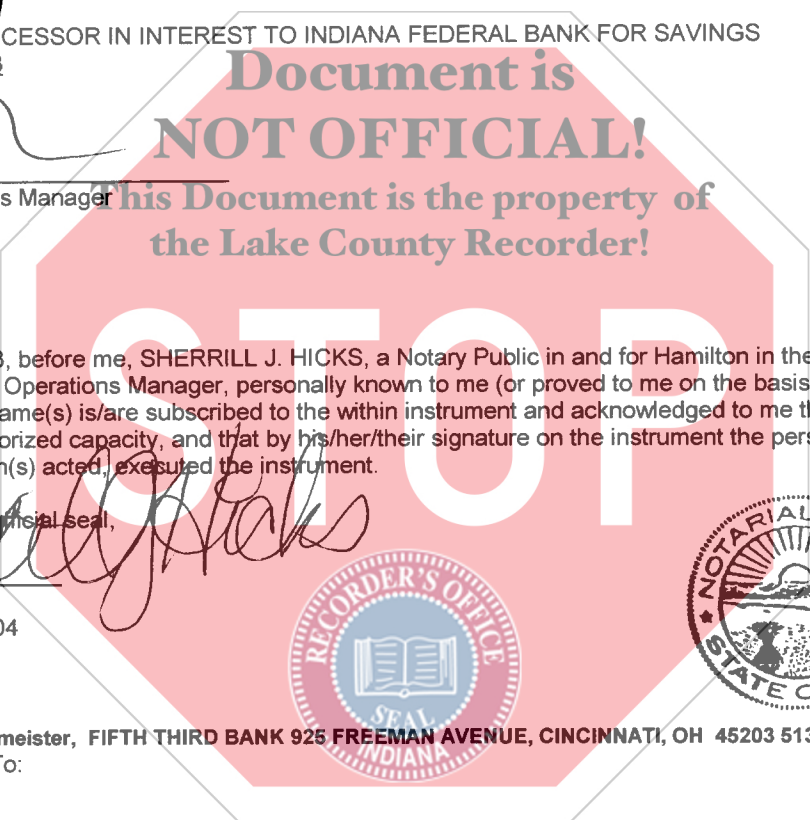 CESSOR IN INTEREST TO INDIANA FEDERAL BANK FOR SAVINGS
Document is
NOT OFFICIAL!
s Manager
This Document is the property of
the Lake County Recorder!
STOP
, before me, SHERRILL J. HICKS, a Notary Public in and for Hamilton in the
Operations Manager, personally known to me (or proved to me on the basis
ame(s) is/are subscribed to the within instrument and acknowledged to me th
orized capacity, and that by his/her/their signature on the instrument the pers
n(s) acted, executed the instrument.
official seal,
Hicks
NOTARIAL
STATE O
04
RECORDER'S OFFICE
SEAL
INDIANA
meister, FIFTH THIRD BANK 925 FREEMAN AVENUE, CINCINNATI, OH 45203 513
To: